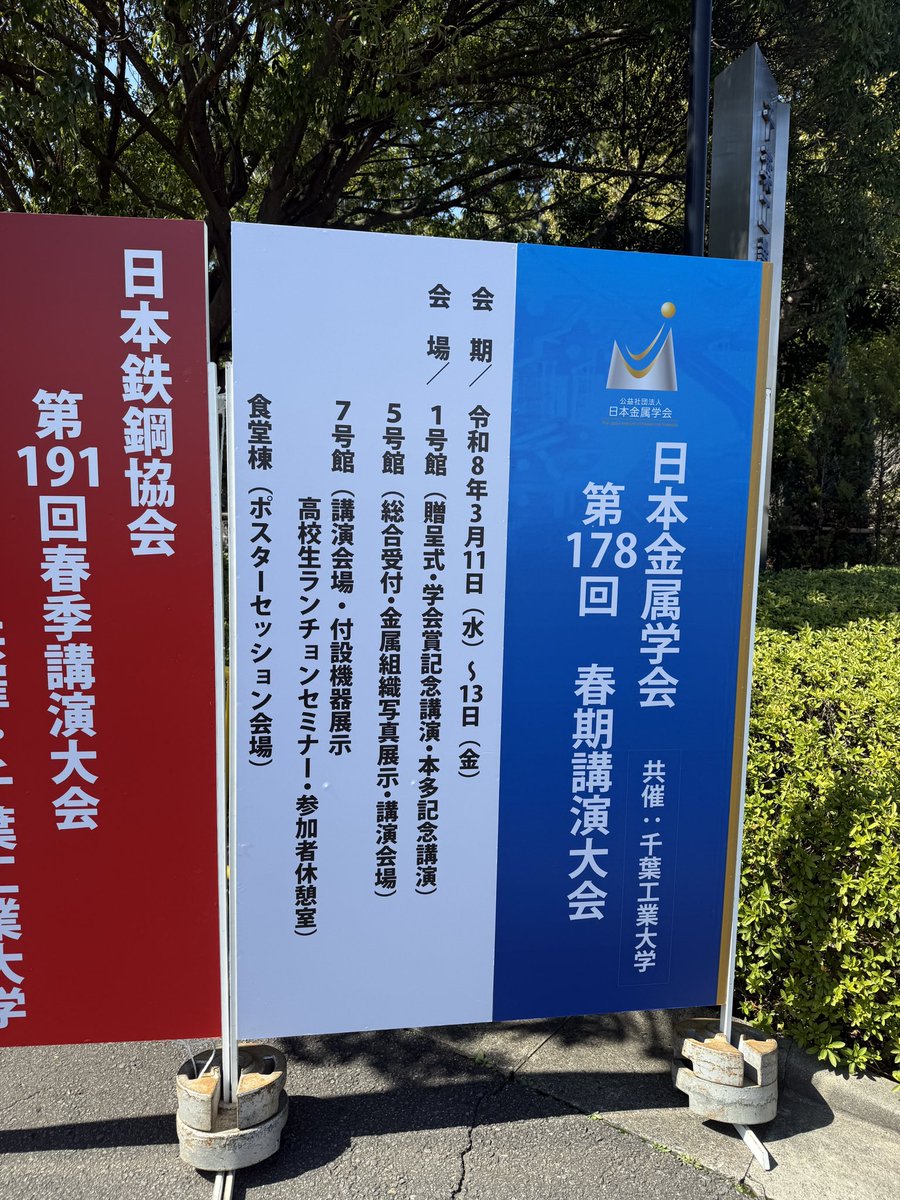 公益社団法人
日本金属学会
日本金属学会
第178回 春期講演大会
共催：千葉工業大学
会 期／ 令和8年3月11日（水）～13日（金）
会 場／ 1号館（贈呈式・学会賞記念講演・本多記念講演）
5号館（総合受付・金属組織写真展示・講演会場）
7号館（講演会場・付設機器展示
高校生ランチョンセミナー・参加者休憩室）
食堂棟（ポスターセッション会場）
日本鉄鋼協会
第191回春季講演大会
千葉工業大学